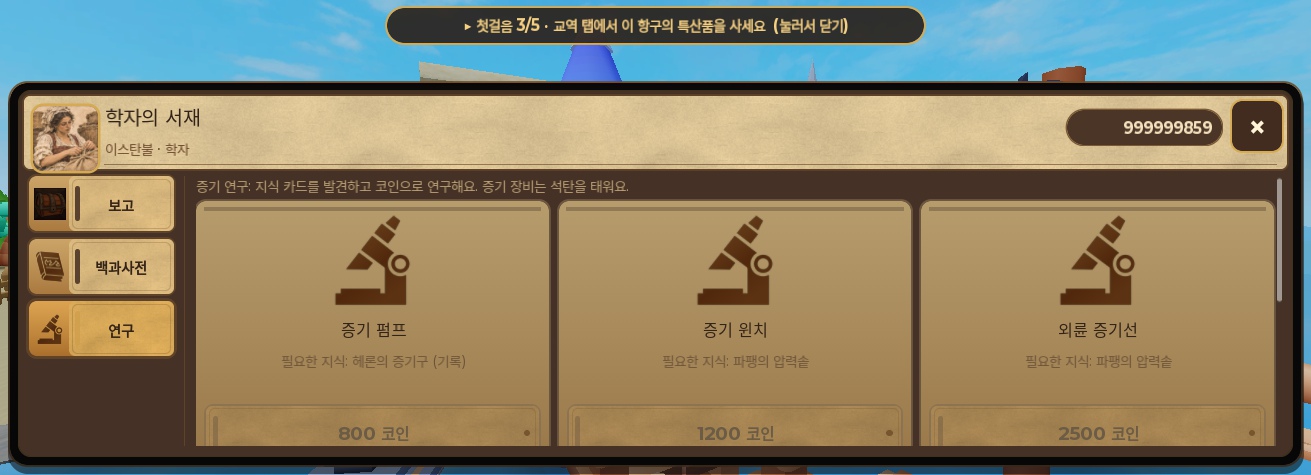 ▸ 첫걸음 3/5 · 교역 탭에서 이 항구의 특산품을 사세요 (눌러서 닫기)
학자의 서재
이스탄불 · 학자
999999859
×
보고
백과사전
연구
증기 연구: 지식 카드를 발견하고 코인으로 연구해요. 증기 장비는 석탄을 태워요.
증기 펌프
필요한 지식: 헤론의 증기구 (기록)
800 코인
증기 윈치
필요한 지식: 파팽의 압력솥
1200 코인
외륜 증기선
필요한 지식: 파팽의 압력솥
2500 코인